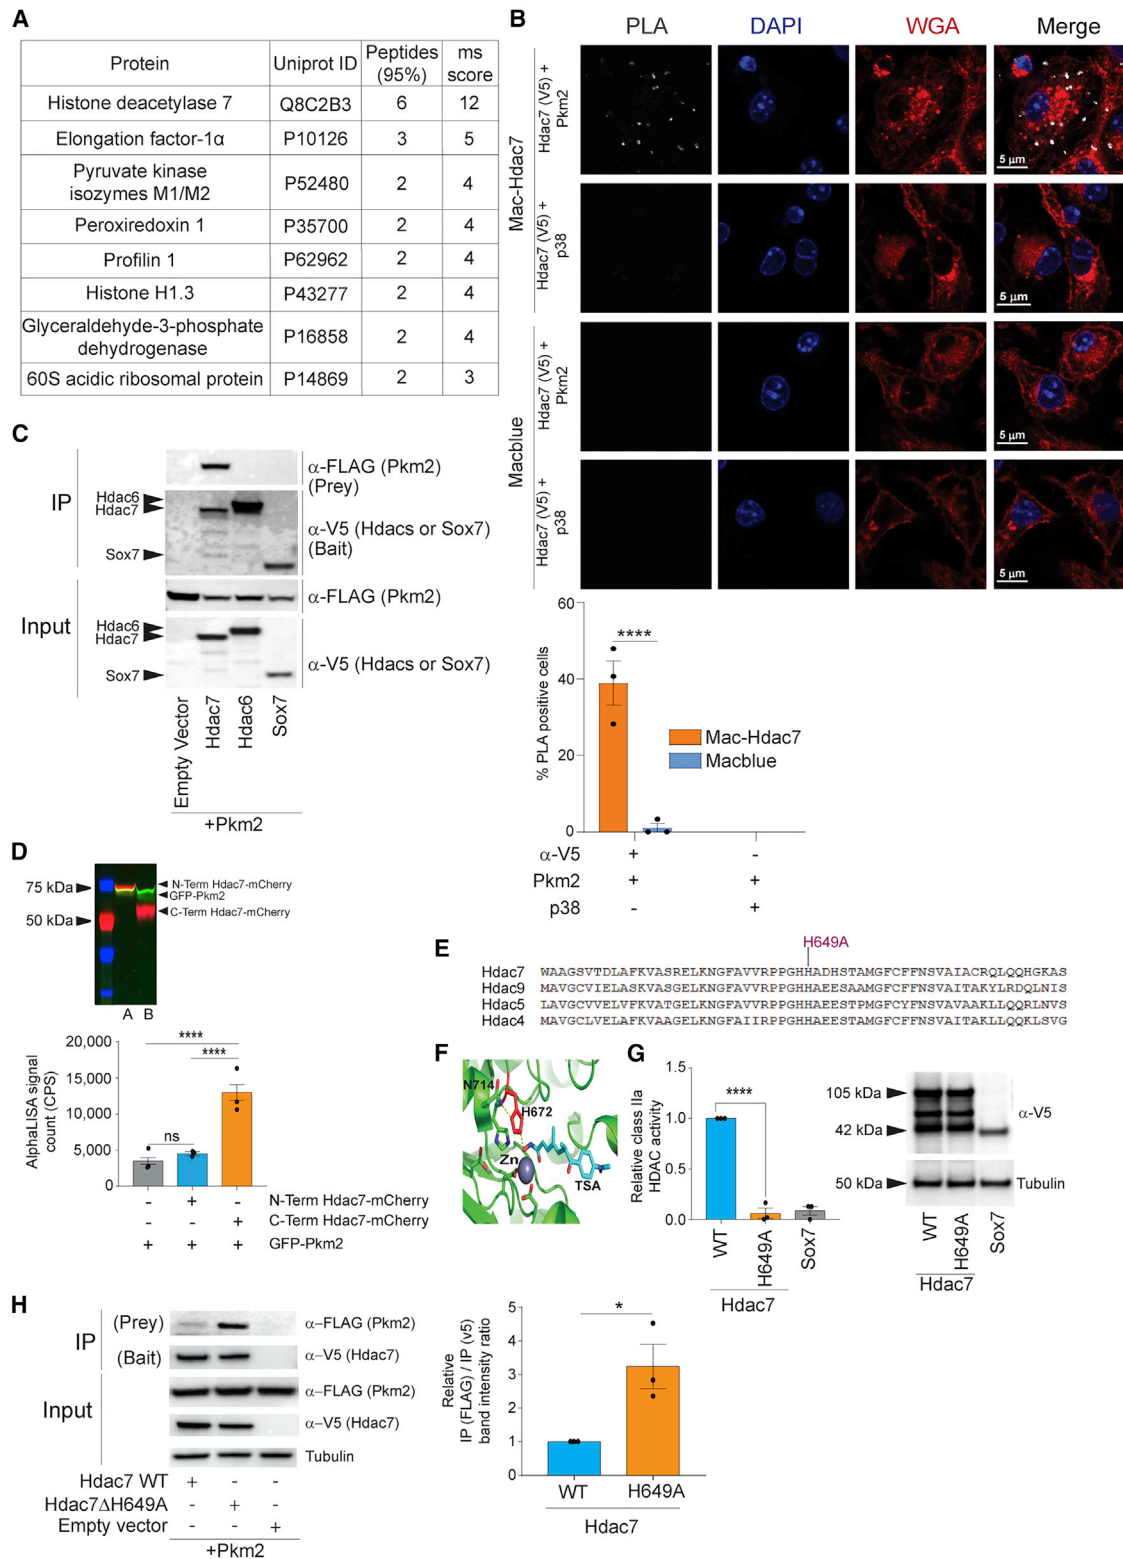 A
Protein Uniprot ID Peptides (95%) ms score
Histone deacetylase 7 Q8C2B3 6 12
Elongation factor-1α P10126 3 5
Pyruvate kinase isozymes M1/M2 P52480 2 4
Peroxiredoxin 1 P35700 2 4
Profilin 1 P62962 2 4
Histone H1.3 P43277 2 4
Glyceraldehyde-3-phosphate dehydrogenase P16858 2 4
60S acidic ribosomal protein P14869 2 3
B
PLA DAPI WGA Merge
Mac-Hdac7
Hdac7 (V5) + Pkm2
5 µm
Hdac7 (V5) + p38
5 µm
Macblue
Hdac7 (V5) + Pkm2
5 µm
Hdac7 (V5) + p38
5 µm
% PLA positive cells
60
40
20
0
****
Mac-Hdac7
Macblue
α-V5 + -
Pkm2 + +
p38 - +
C
IP
α-FLAG (Pkm2)
(Prey)
Hdac6
Hdac7
Sox7
α-V5 (Hdacs or Sox7)
(Bait)
Input
α-FLAG (Pkm2)
Hdac6
Hdac7
Sox7
α-V5 (Hdacs or Sox7)
Empty Vector
Hdac7
Hdac6
Sox7
+Pkm2
D
75 kDa
50 kDa
N-Term Hdac7-mCherry
GFP-Pkm2
C-Term Hdac7-mCherry
A B
AlphaLISA signal count (CPS)
20,000
15,000
10,000
5,000
0
****
****
ns
- + - N-Term Hdac7-mCherry
- - + C-Term Hdac7-mCherry
+ + + GFP-Pkm2
E
H649A
Hdac7 WAAGSVTDLAFKVASRELKNGFAVVRPPGHHADHSTAMGFCFFNSVAIACRQLQQHGKAS
Hdac9 MAVGCVIELASKVASGELKNGFAVVRPPGHHAEESAAMGFCFFNSVAITAKYLRDQLNIS
Hdac5 LAVGCVVELVFKVATGELKNGFAVVRPPGHHAEESTPMGFCYFNSVAVAAKLLQQRLNVS
Hdac4 MAVGCLVELVFKVAAGELKNGFAIIRPPGHHAEESTAMGFCFFNSVAITAKLLQQKLSVG
F
N714
H672
Zn
TSA
G
Relative class IIa HDAC activity
1.5
1.0
0.5
0.0
****
WT
H649A
Sox7
Hdac7
105 kDa
42 kDa
α-V5
50 kDa
Tubulin
WT
H649A
Sox7
Hdac7
H
IP
(Prey) α-FLAG (Pkm2)
(Bait) α-V5 (Hdac7)
Input
α-FLAG (Pkm2)
α-V5 (Hdac7)
Tubulin
Hdac7 WT + - -
Hdac7ΔH649A - + -
Empty vector - - +
+Pkm2
Relative IP (FLAG) / IP (v5) band intensity ratio
5
4
3
2
1
0
*
WT H649A
Hdac7